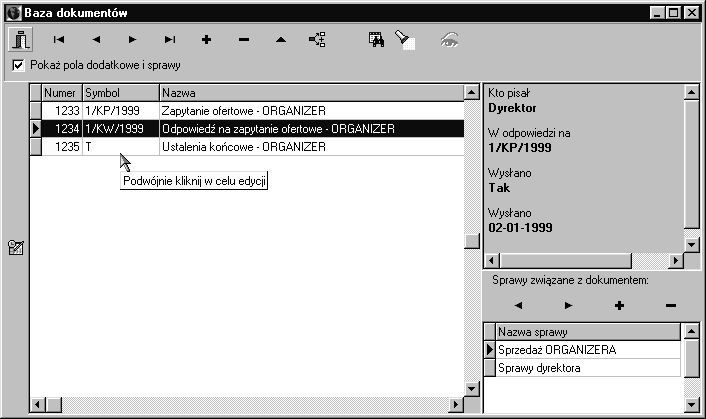 Baza dokumentów
Pokaż pola dodatkowe i sprawy
Numer Symbol Nazwa
1233 1/KP/1999 Zapytanie ofertowe - ORGANIZER
1234 1/KW/1999 Odpowiedź na zapytanie ofertowe - ORGANIZER
1235 T Ustalenia końcowe - ORGANIZER
Podwójnie kliknij w celu edycji
Kto pisał
Dyrektor
W odpowiedzi na
1/KP/1999
Wysłano
Tak
Wysłano
02-01-1999
Sprawy związane z dokumentem:
Nazwa sprawy
Sprzedaż ORGANIZERA
Sprawy dyrektora